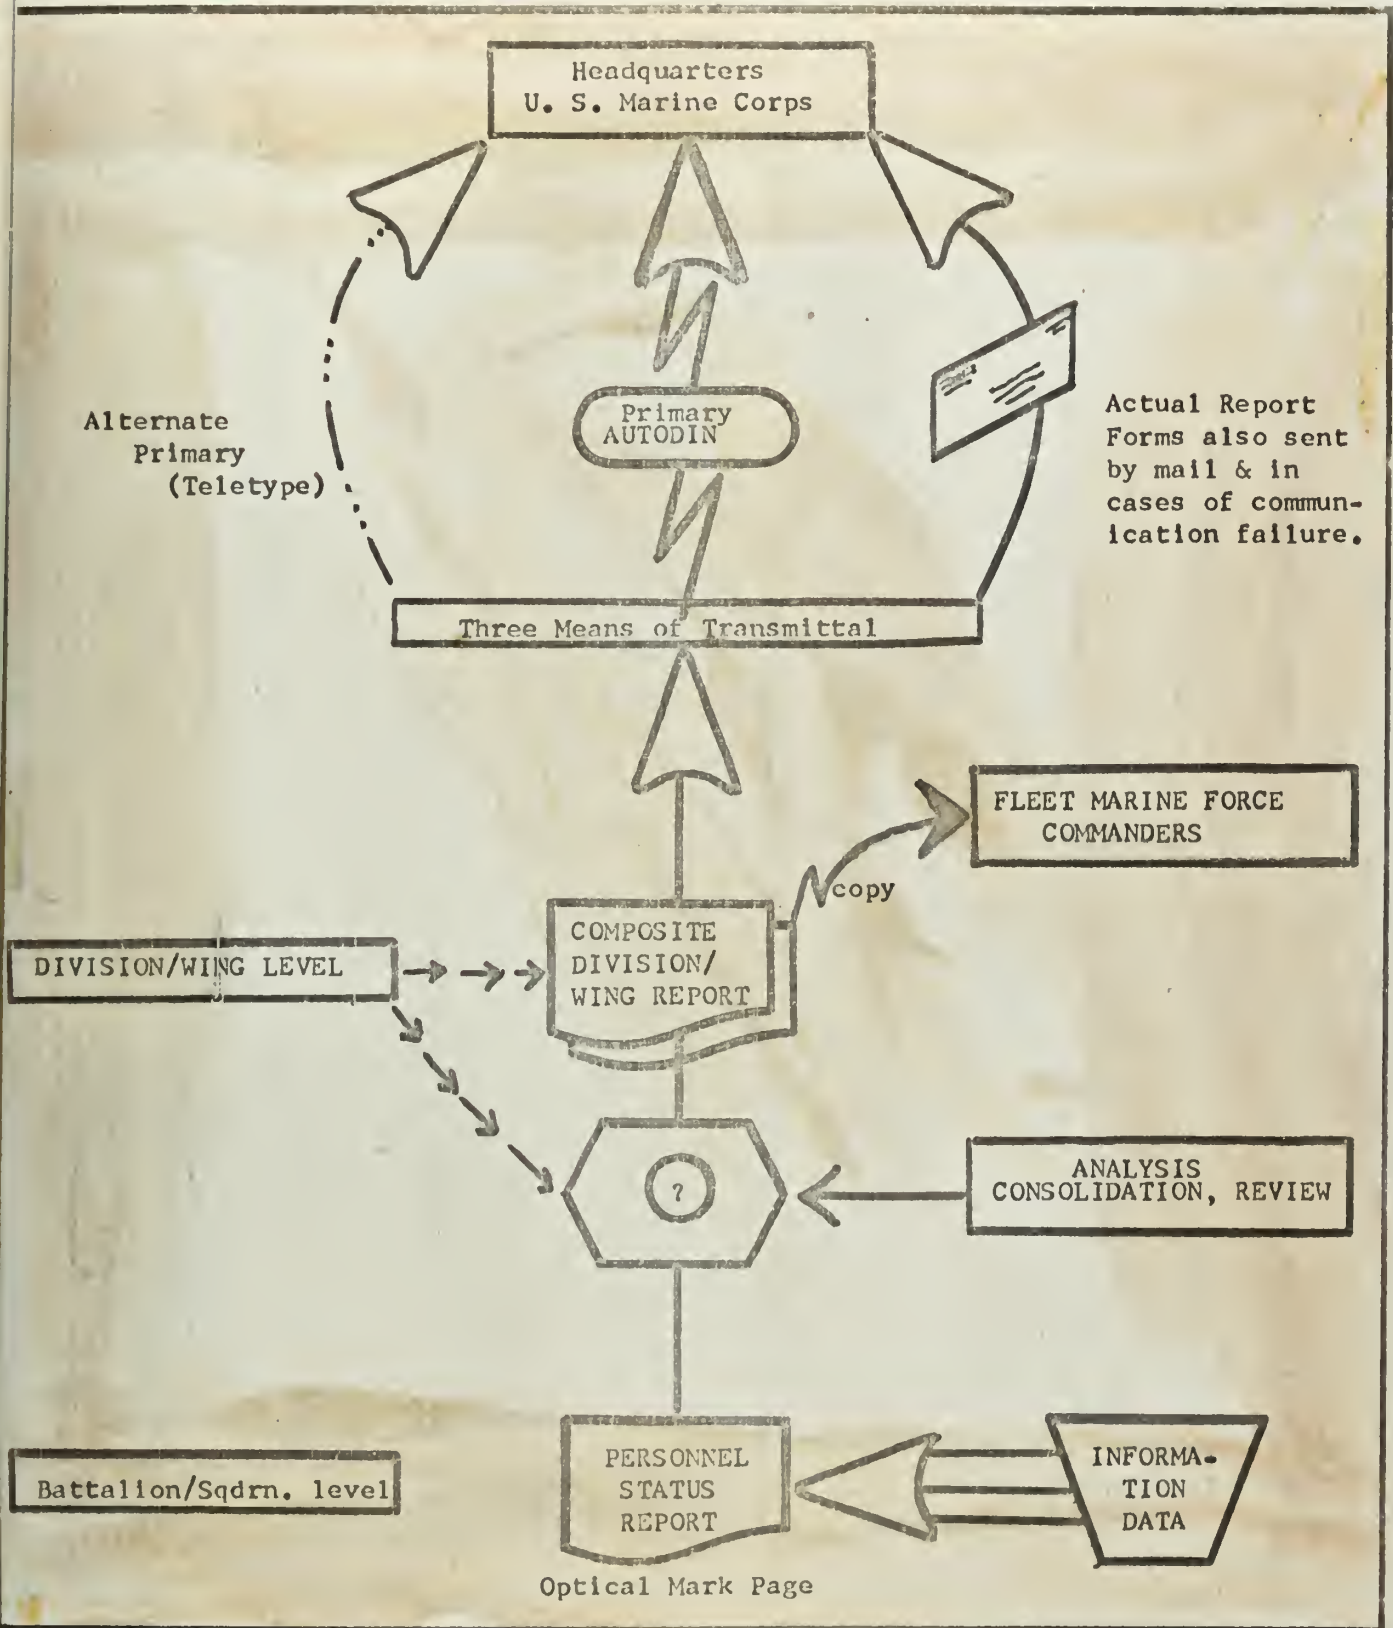 Headquarters
U. S. Marine Corps
Alternate
Primary
(Teletype)
Primary
AUTODIN
Actual Report
Forms also sent
by mail & in
cases of commun-
ication failure.
Three Means of Transmittal
FLEET MARINE FORCE
COMMANDERS
copy
COMPOSITE
DIVISION/
WING REPORT
DIVISION/WING LEVEL
?
ANALYSIS
CONSOLIDATION, REVIEW
PERSONNEL
STATUS
REPORT
INFORMA-
TION
DATA
Battalion/Sqdrn. level
Optical Mark Page